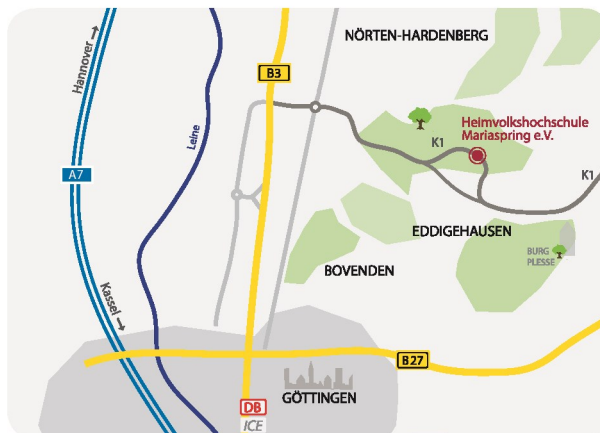 Hannover
NÖRTEN-HARDENBERG
B3
Heimvolkshochschule
Mariaspring e.V.
Leine
K1
A7
K1
EDDIGEHAUSEN
BURG
PLESSE
BOVENDEN
Kassel
B27
GÖTTINGEN
DB
ICE